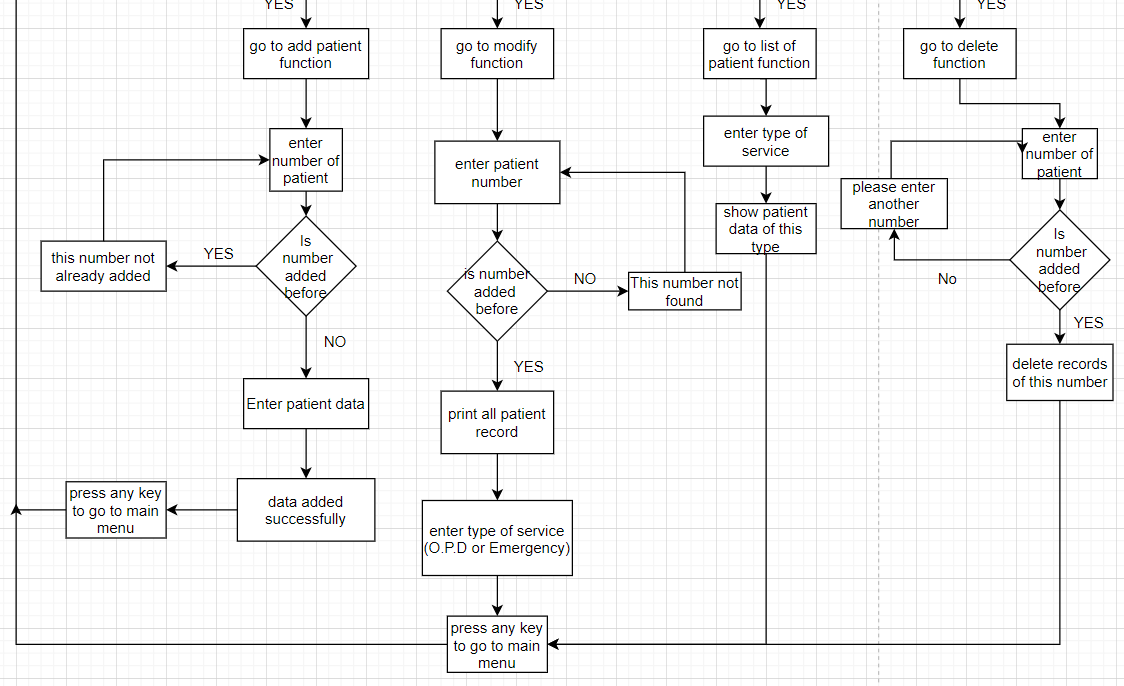 YES
YES
YES
YES
go to add patient
function
go to modify
function
go to list of
patient function
go to delete
function
enter
number of
patient
enter patient
number
enter type of
service
enter
number of
patient
please enter
another
number
show patient
data of this
type
this number not
already added
YES
Is
number
added
before
is number
added
before
NO
This number not
found
Is
number
added
before
No
NO
YES
YES
Enter patient data
print all patient
record
delete records
of this number
press any key
to go to main
menu
data added
successfully
enter type of service
(O.P.D or Emergency)
press any key
to go to main
menu